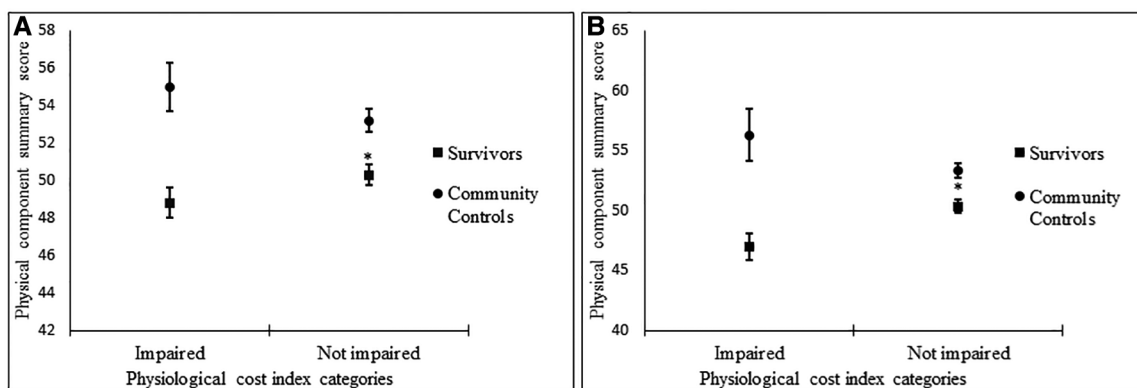 A
Physical component summary score
58
56
54
52
50
48
46
44
42
*
Survivors
Community
Controls
Impaired
Not impaired
Physiological cost index categories
B
Physical component summary score
65
60
55
50
45
40
*
Survivors
Community
Controls
Impaired
Not impaired
Physiological cost index categories